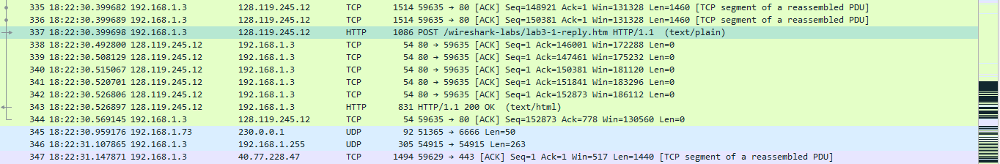 335 18:22:30.399682 192.168.1.3 128.119.245.12 TCP 1514 59635 → 80 [ACK] Seq=148921 Ack=1 Win=131328 Len=1460 [TCP segment of a reassembled PDU]
336 18:22:30.399689 192.168.1.3 128.119.245.12 TCP 1514 59635 → 80 [ACK] Seq=150381 Ack=1 Win=131328 Len=1460 [TCP segment of a reassembled PDU]
337 18:22:30.399698 192.168.1.3 128.119.245.12 HTTP 1086 POST /wireshark-labs/lab3-1-reply.htm HTTP/1.1 (text/plain)
338 18:22:30.492800 128.119.245.12 192.168.1.3 TCP 54 80 → 59635 [ACK] Seq=1 Ack=146001 Win=172288 Len=0
339 18:22:30.508129 128.119.245.12 192.168.1.3 TCP 54 80 → 59635 [ACK] Seq=1 Ack=147461 Win=175232 Len=0
340 18:22:30.515067 128.119.245.12 192.168.1.3 TCP 54 80 → 59635 [ACK] Seq=1 Ack=150381 Win=181120 Len=0
341 18:22:30.520701 128.119.245.12 192.168.1.3 TCP 54 80 → 59635 [ACK] Seq=1 Ack=151841 Win=183296 Len=0
342 18:22:30.526806 128.119.245.12 192.168.1.3 TCP 54 80 → 59635 [ACK] Seq=1 Ack=152873 Win=186112 Len=0
343 18:22:30.526897 128.119.245.12 192.168.1.3 HTTP 831 HTTP/1.1 200 OK (text/html)
344 18:22:30.569145 192.168.1.3 128.119.245.12 TCP 54 59635 → 80 [ACK] Seq=152873 Ack=778 Win=130560 Len=0
345 18:22:30.959176 192.168.1.73 230.0.0.1 UDP 92 51365 → 6666 Len=50
346 18:22:31.107865 192.168.1.3 192.168.1.255 UDP 305 54915 → 54915 Len=263
347 18:22:31.147871 192.168.1.3 40.77.228.47 TCP 1494 59629 → 443 [ACK] Seq=1 Ack=1 Win=517 Len=1440 [TCP segment of a reassembled PDU]